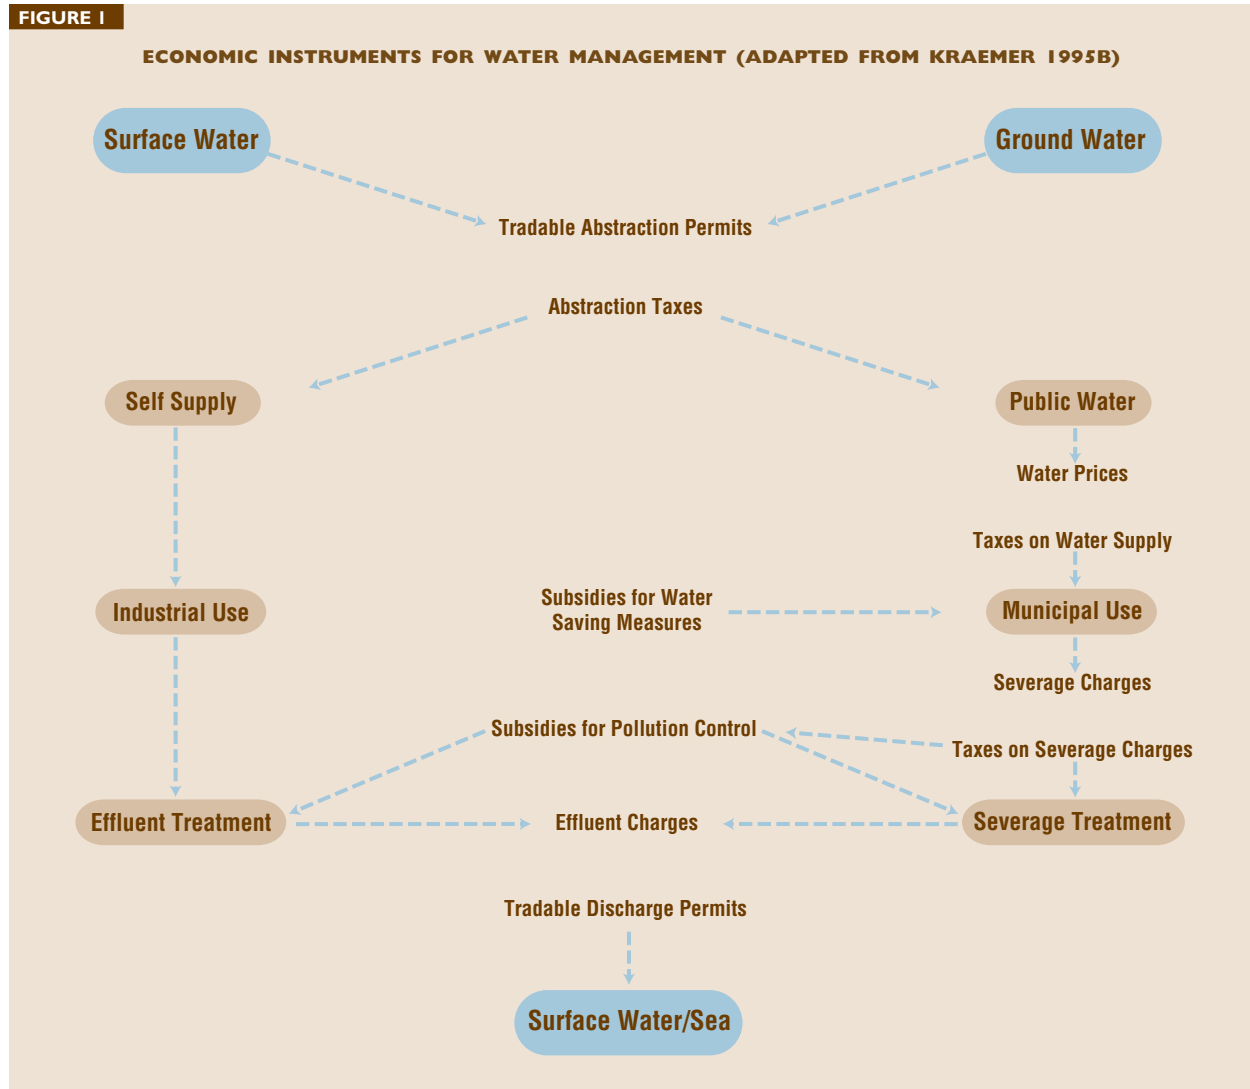 FIGURE 1
ECONOMIC INSTRUMENTS FOR WATER MANAGEMENT (ADAPTED FROM KRAEMER 1995B)
Surface Water
Ground Water
Tradable Abstraction Permits
Abstraction Taxes
Self Supply
Public Water
Water Prices
Taxes on Water Supply
Subsidies for Water
Saving Measures
Industrial Use
Municipal Use
Severage Charges
Subsidies for Pollution Control
Taxes on Severage Charges
Effluent Treatment
Effluent Charges
Severage Treatment
Tradable Discharge Permits
Surface Water/Sea